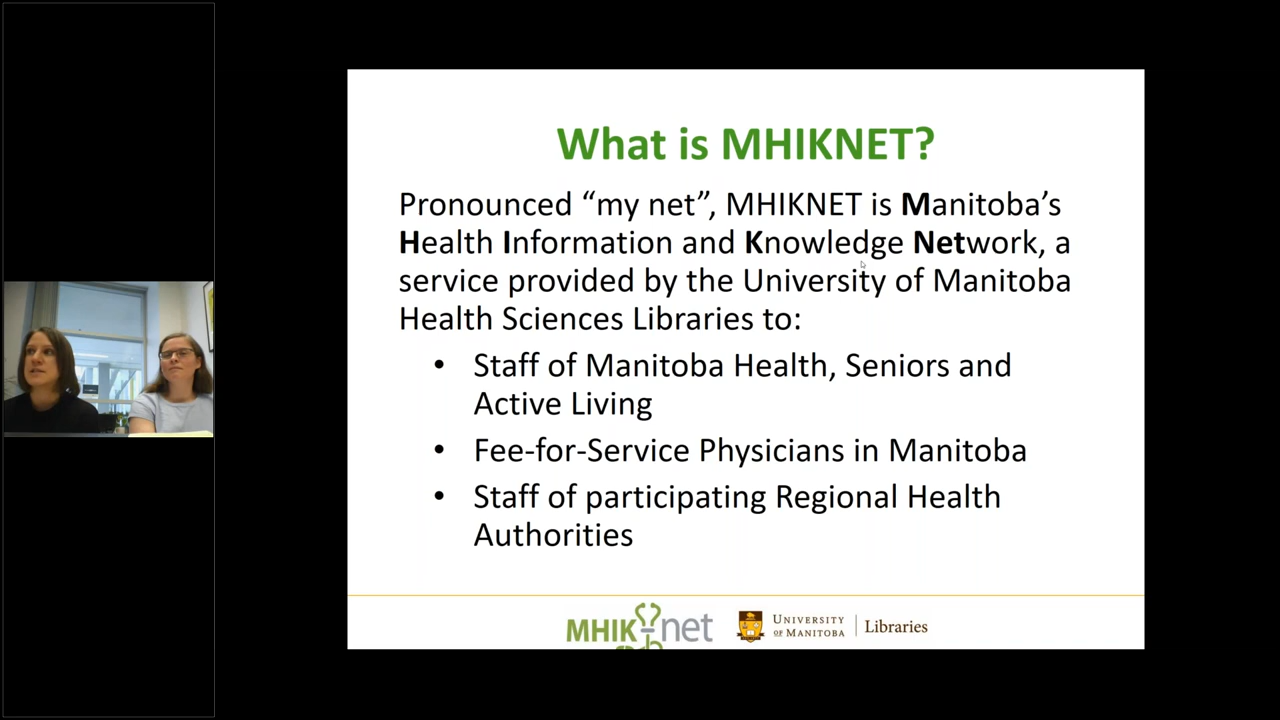 What is MHIKNET?
Pronounced “my net”, MHIKNET is Manitoba’s
Health Information and Knowledge Network, a
service provided by the University of Manitoba
Health Sciences Libraries to:
• Staff of Manitoba Health, Seniors and
Active Living
• Fee-for-Service Physicians in Manitoba
• Staff of participating Regional Health
Authorities
MHIK net
UNIVERSITY
OF MANITOBA
Libraries